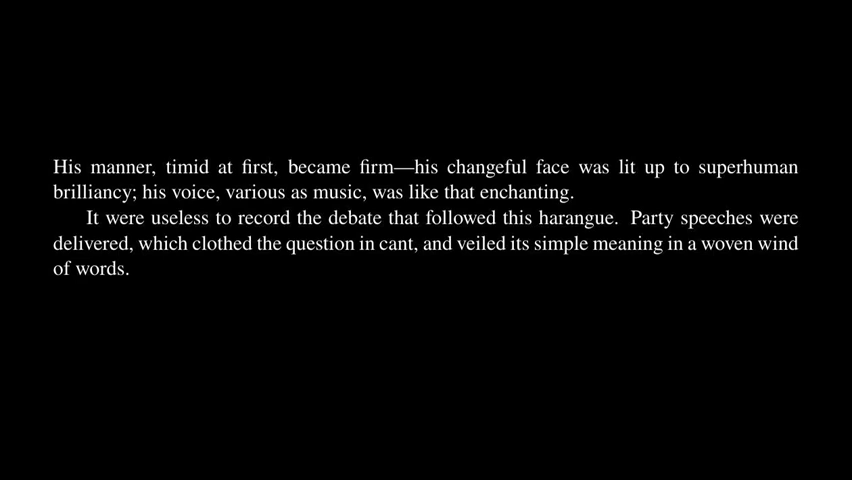 His manner, timid at first, became firm—his changeful face was lit up to superhuman
brilliancy; his voice, various as music, was like that enchanting.
It were useless to record the debate that followed this harangue. Party speeches were
delivered, which clothed the question in cant, and veiled its simple meaning in a woven wind
of words.